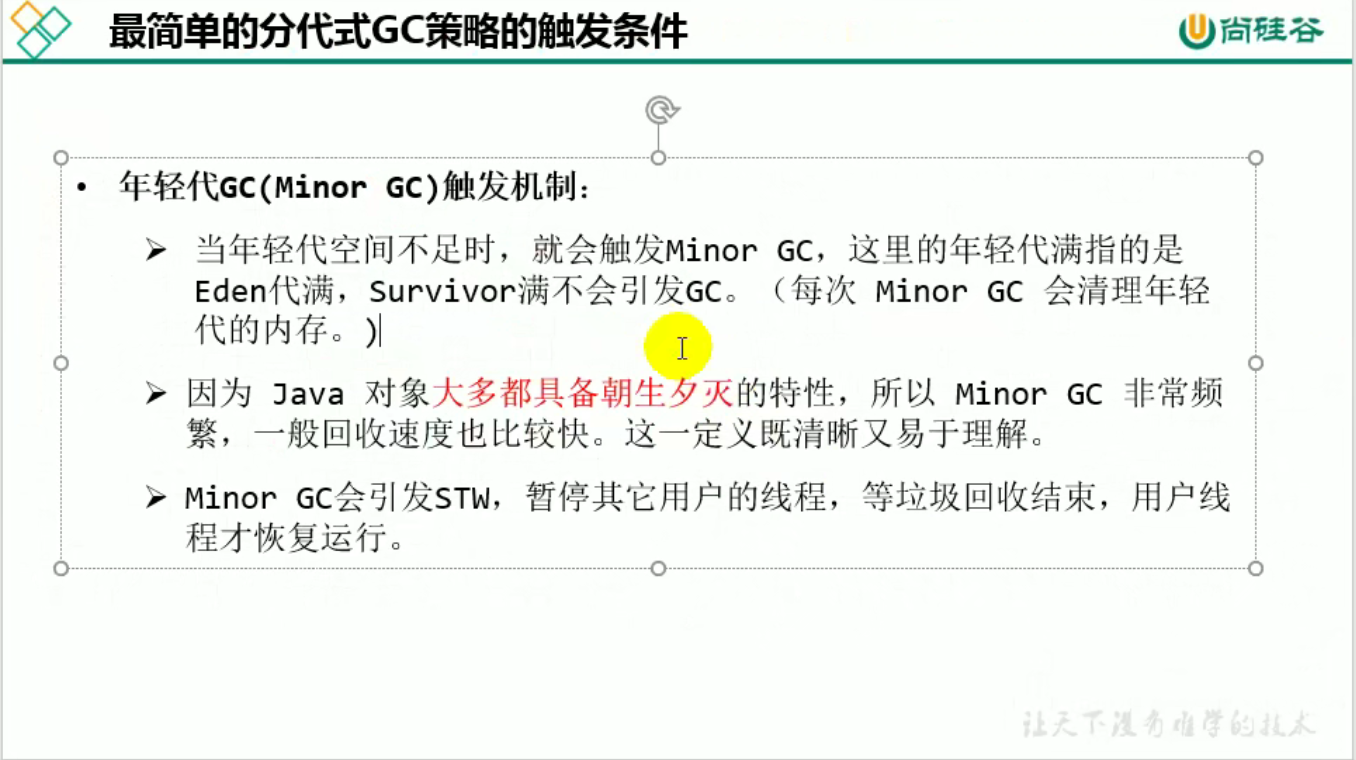 最简单的分代式GC策略的触发条件
尚硅谷
• 年轻代GC(Minor GC)触发机制：
➢ 当年轻代空间不足时，就会触发Minor GC，这里的年轻代满指的是
Eden代满，Survivor满不会引发GC。（每次 Minor GC 会清理年轻
代的内存。)
➢ 因为 Java 对象大多都具备朝生夕灭的特性，所以 Minor GC 非常频
繁，一般回收速度也比较快。这一定义既清晰又易于理解。
➢ Minor GC会引发STW，暂停其它用户的线程，等垃圾回收结束，用户线
程才恢复运行。
让天下没有难学的技术